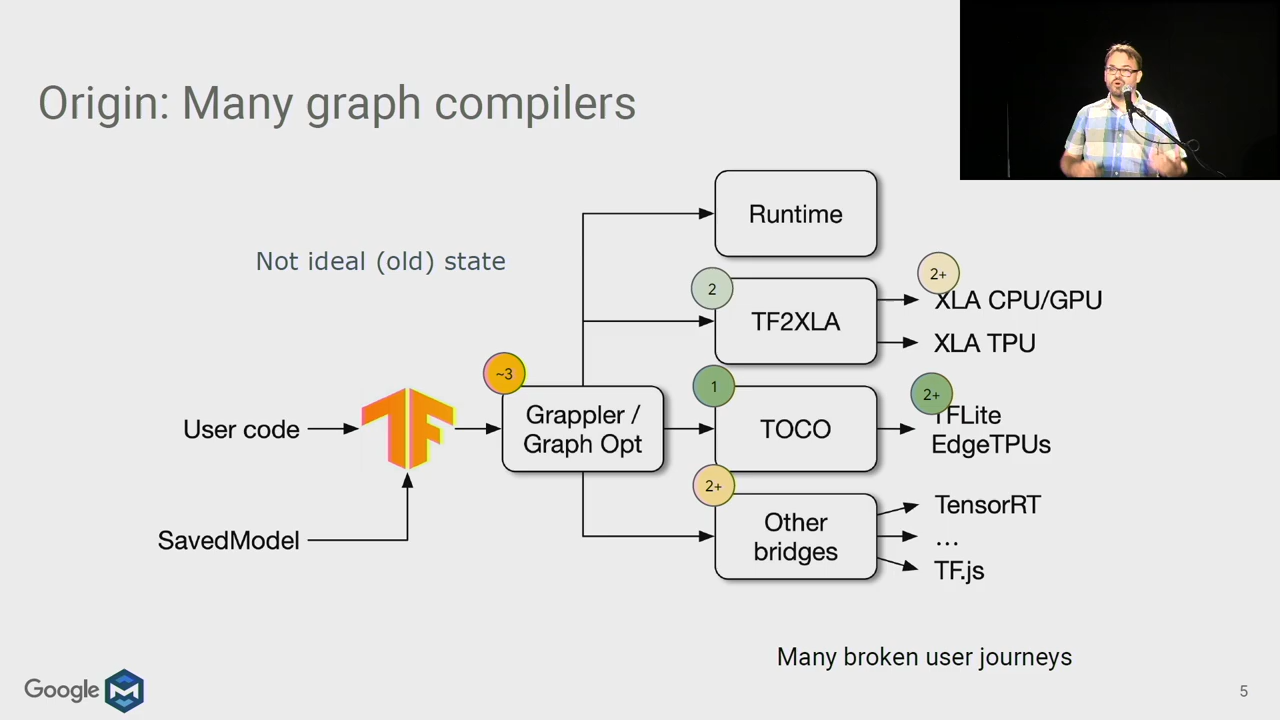 Origin: Many graph compilers
Not ideal (old) state
Runtime
2
TF2XLA
2+
XLA CPU/GPU
XLA TPU
User code
~3
Grappler /
Graph Opt
1
TOCO
2+
TFLite
EdgeTPUs
SavedModel
2+
Other
bridges
TensorRT
...
TF.js
Many broken user journeys
Google
5